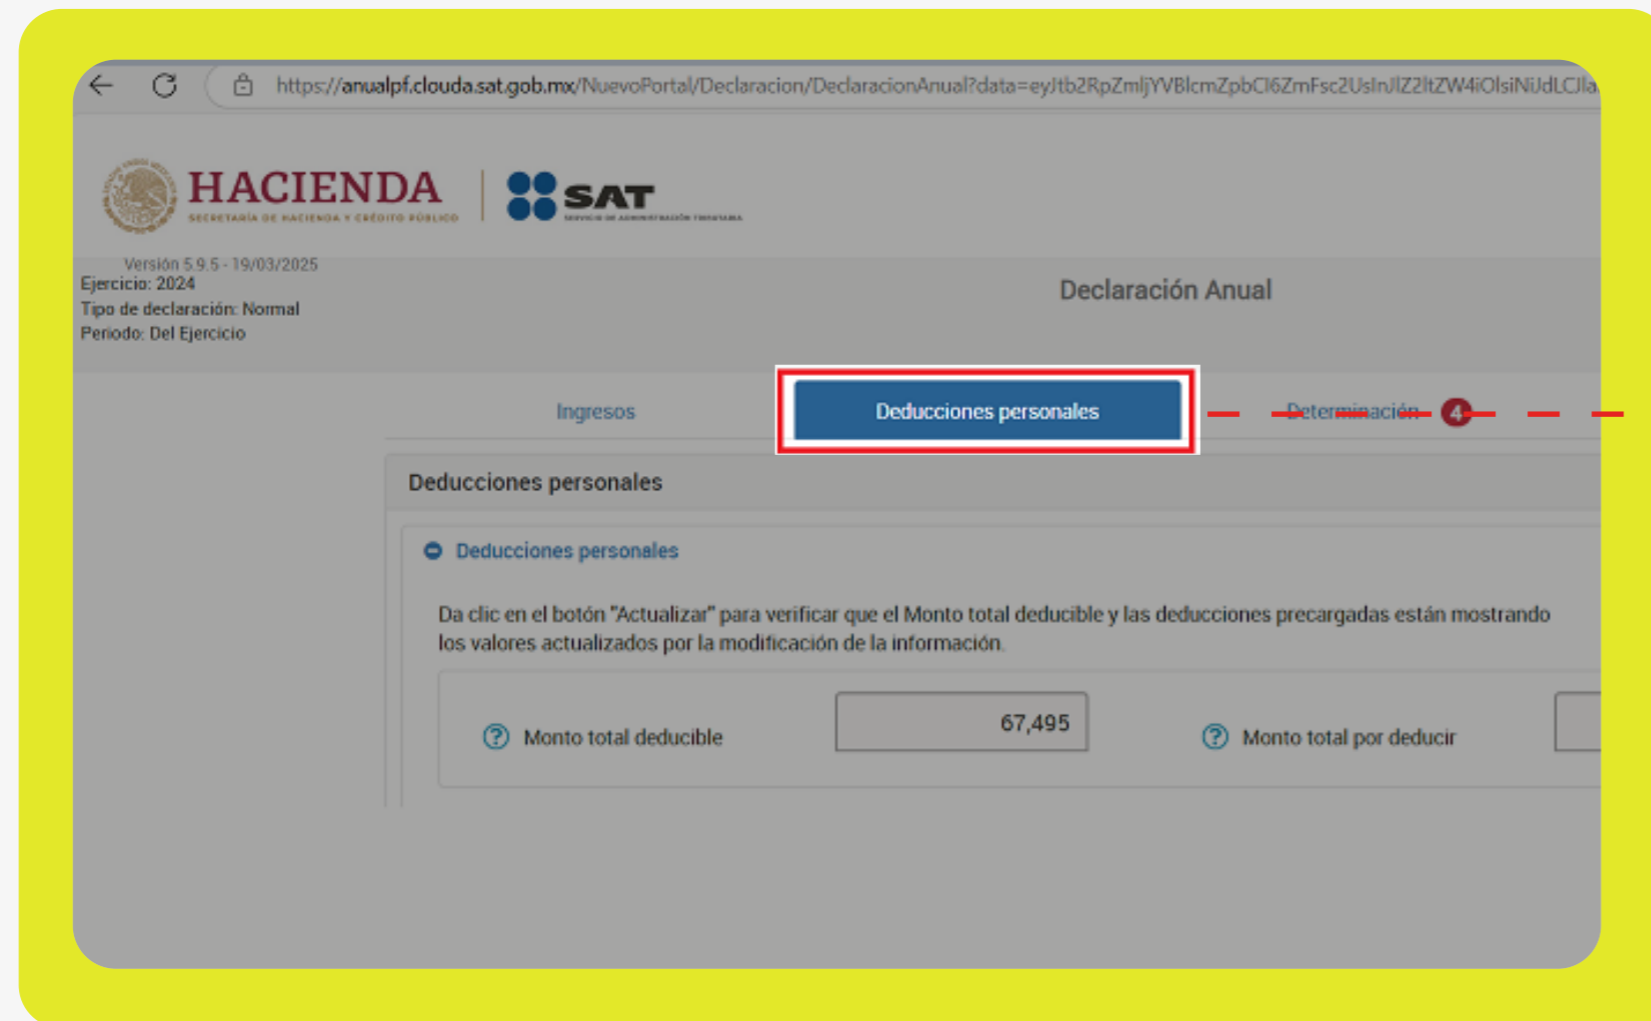 https://anualpf.clouda.sat.gob.mx/NuevoPortal/Declaracion/DeclaracionAnual?data=
HACIENDA
SECRETARÍA DE HACIENDA Y CRÉDITO PÚBLICO
SAT
SERVICIO DE ADMINISTRACIÓN TRIBUTARIA
Versión 5.9.5 - 19/03/2025
Ejercicio: 2024
Tipo de declaración: Normal
Periodo: Del Ejercicio
Declaración Anual
Ingresos Deducciones personales Determinación 4
Deducciones personales
Deducciones personales
Da clic en el botón "Actualizar" para verificar que el Monto total deducible y las deducciones precargadas están mostrando
los valores actualizados por la modificación de la información.
? Monto total deducible 67,495 ? Monto total por deducir